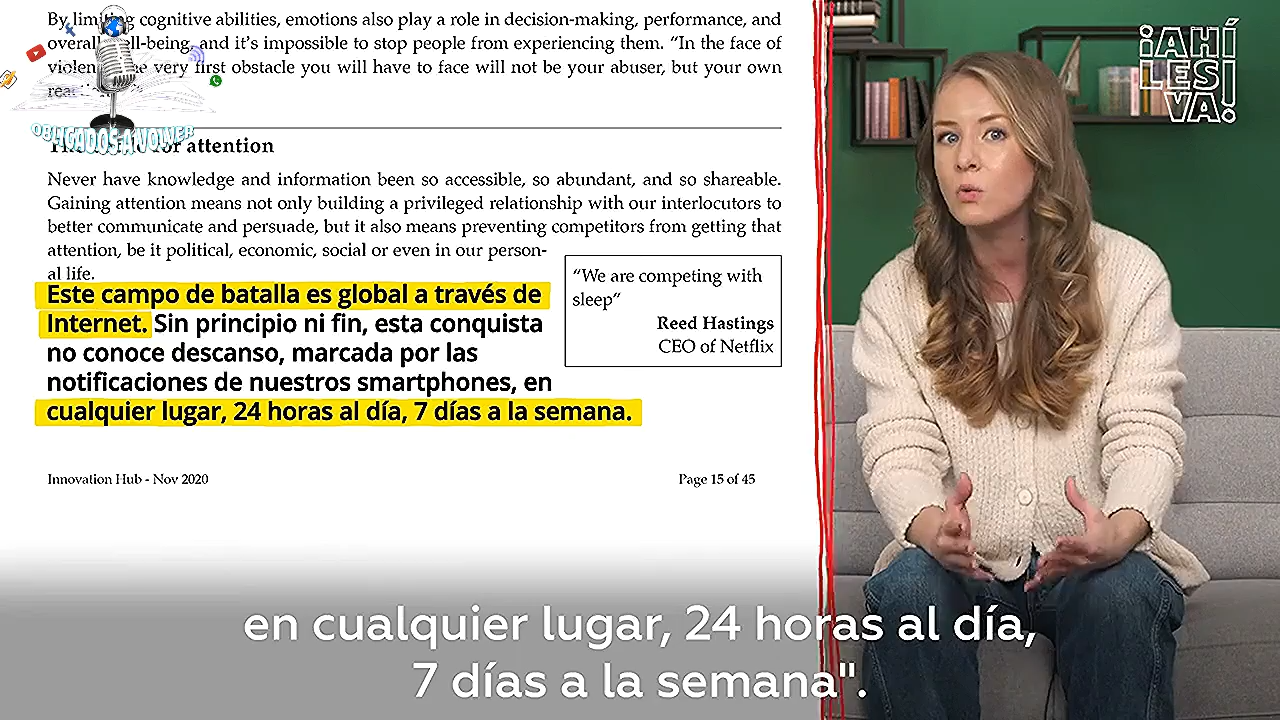 By limiting cognitive abilities, emotions also play a role in decision-making, performance, and
overall well-being, and it's impossible to stop people from experiencing them. “In the face of
very first obstacle you will have to face will not be your abuser, but your own
OBLIGADOS A VOLVER
for attention
Never have knowledge and information been so accessible, so abundant, and so shareable.
Gaining attention means not only building a privileged relationship with our interlocutors to
better communicate and persuade, but it also means preventing competitors from getting that
attention, be it political, economic, social or even in our person-
al life.
Este campo de batalla es global a través de
Internet. Sin principio ni fin, esta conquista
no conoce descanso, marcada por las
notificaciones de nuestros smartphones, en
cualquier lugar, 24 horas al día, 7 días a la semana.
“We are competing with
sleep”
Reed Hastings
CEO of Netflix
Innovation Hub - Nov 2020
Page 15 of 45
¡AHÍ
LES
VA!
en cualquier lugar, 24 horas al día,
7 días a la semana".